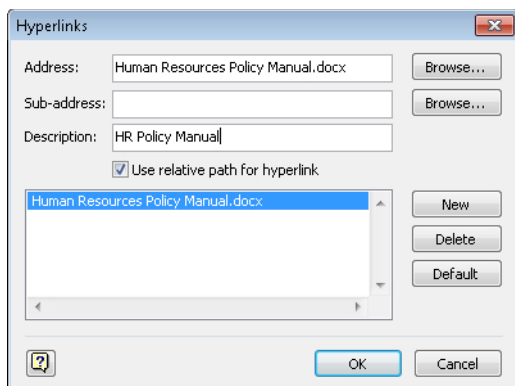 Hyperlinks
Address: Human Resources Policy Manual.docx Browse...
Sub-address: Browse...
Description: HR Policy Manual
Use relative path for hyperlink
Human Resources Policy Manual.docx New
Delete
Default
? OK Cancel